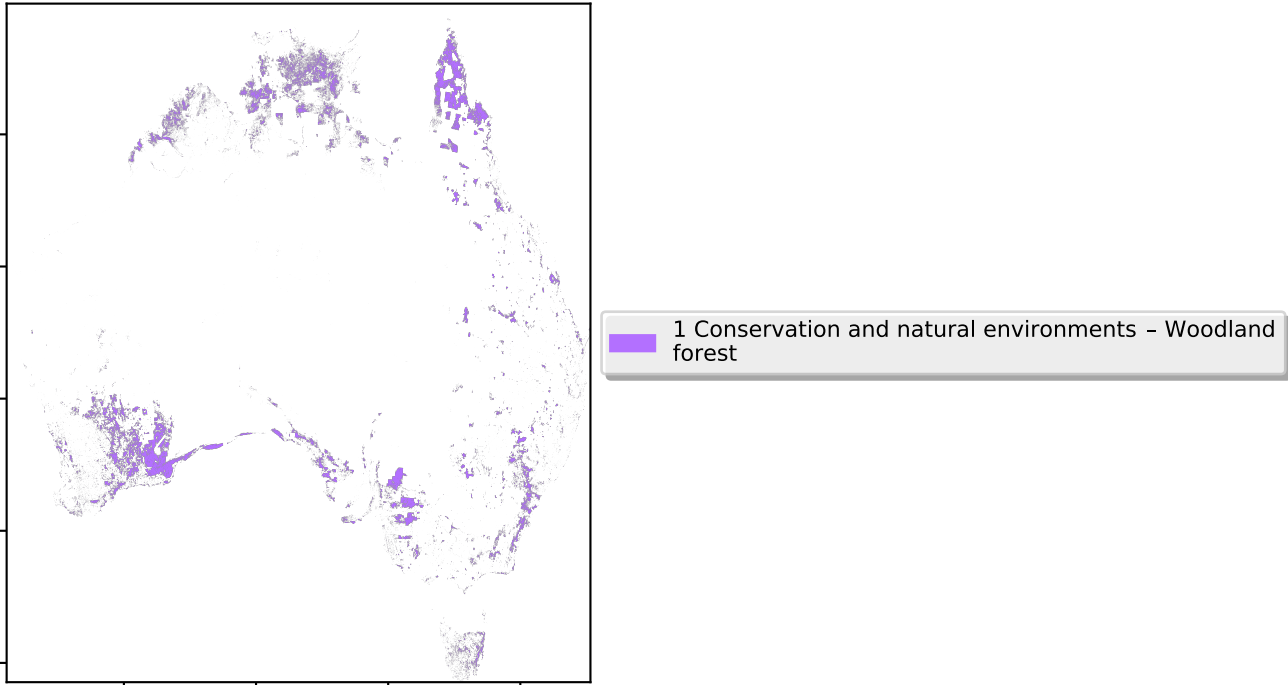 1 Conservation and natural environments – Woodland
forest